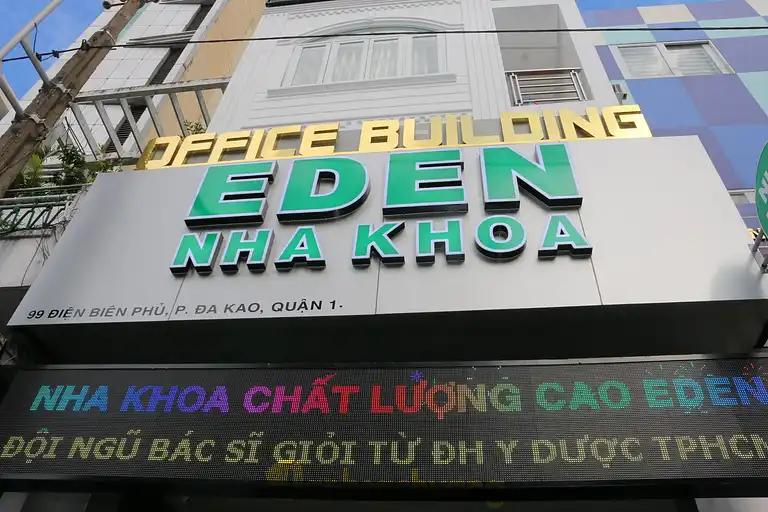 OFFICE BUILDING
EDEN
NHA KHOA
99 ĐIỆN BIÊN PHỦ, P. ĐA KAO, QUẬN 1.
NHA KHOA CHẤT LƯỢNG CAO EDEN
ĐỘI NGŨ BÁC SĨ GIỎI TỪ ĐH Y DƯỢC TPHCM